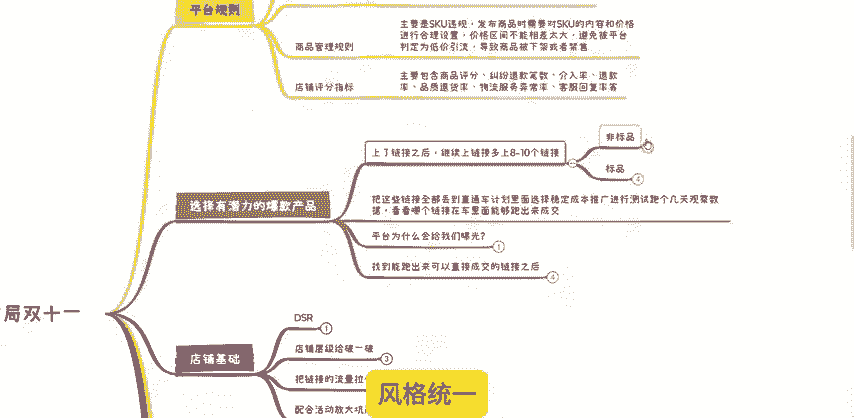 平台规则
主要是SKU违规，发布商品时需要对SKU的内容和价格
进行合理设置，价格区间不能相差太大，避免被平台
判定为低价引流，导致商品被下架或者禁售
商品管理规则
主要包含商品评分、纠纷退款笔数、介入率、退款
率、品质退货率、物流服务异常率、客服回复率等
店铺评分指标
非标品
上了链接之后，继续上链接多上8-10个链接
标品
4
把这些链接全部丢到直通车计划里面选择稳定成本推广进行测试跑个几天观察数
据，看看哪个链接在车里面能够跑出来成交
选择有潜力的爆款产品
平台为什么会给我们曝光?
1
找到能跑出来可以直接成交的链接之后
4
局双十一
DSR
1
店铺基础
店铺层级给破一破
3
把链接的流量拉
风格统一
配合活动放大坑